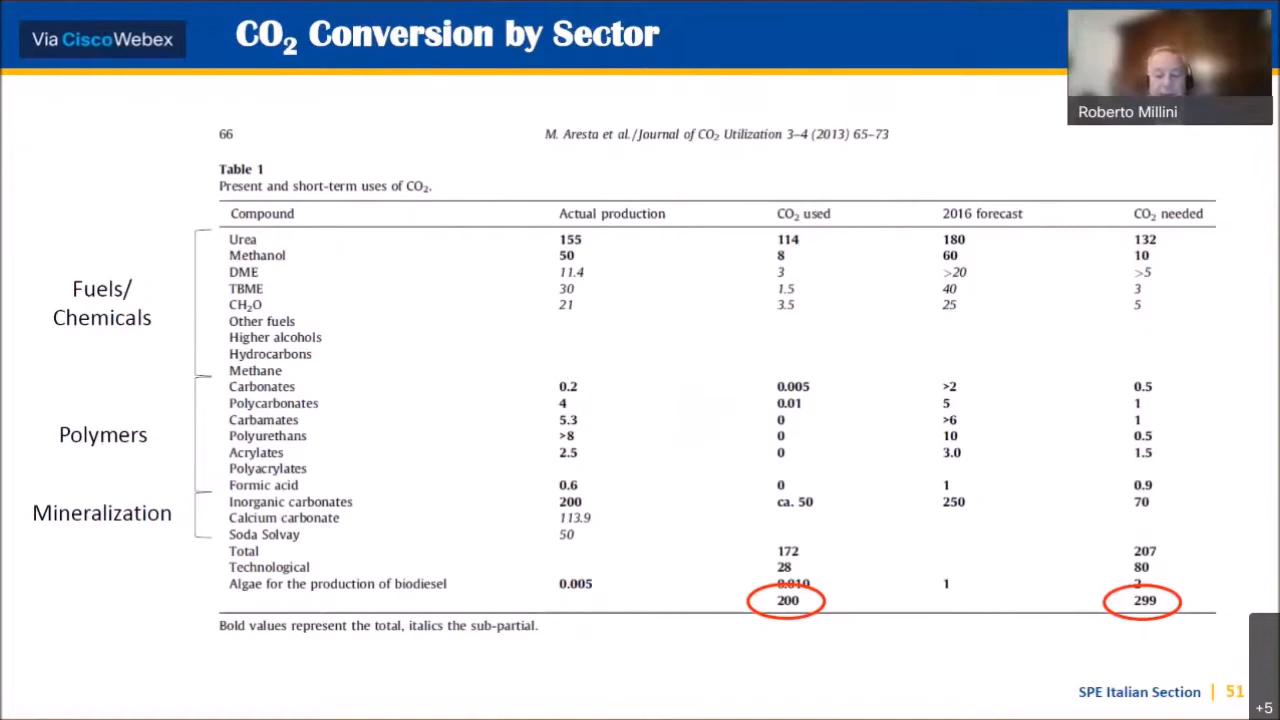 Via CiscoWebex
CO2 Conversion by Sector
Roberto Millini
66 M. Aresta et al./Journal of CO2 Utilization 3–4 (2013) 65–73
Table 1
Present and short-term uses of CO2.
Compound Actual production CO2 used 2016 forecast CO2 needed
Fuels/
Chemicals
Urea 155 114 180 132
Methanol 50 8 60 10
DME 11.4 3 >20 >5
TBME 30 1.5 40 3
CH2O 21 3.5 25 5
Other fuels
Higher alcohols
Hydrocarbons
Methane
Polymers
Carbonates 0.2 0.005 >2 0.5
Polycarbonates 4 0.01 5 1
Carbamates 5.3 0 >6 1
Polyurethans >8 0 10 0.5
Acrylates 2.5 0 3.0 1.5
Polyacrylates
Formic acid 0.6 0 1 0.9
Mineralization
Inorganic carbonates 200 ca. 50 250 70
Calcium carbonate 113.9
Soda Solvay 50
Total 172 207
Technological 28 80
Algae for the production of biodiesel 0.005 0.010 1 2
200 299
Bold values represent the total, italics the sub-partial.
SPE Italian Section | 51
+5